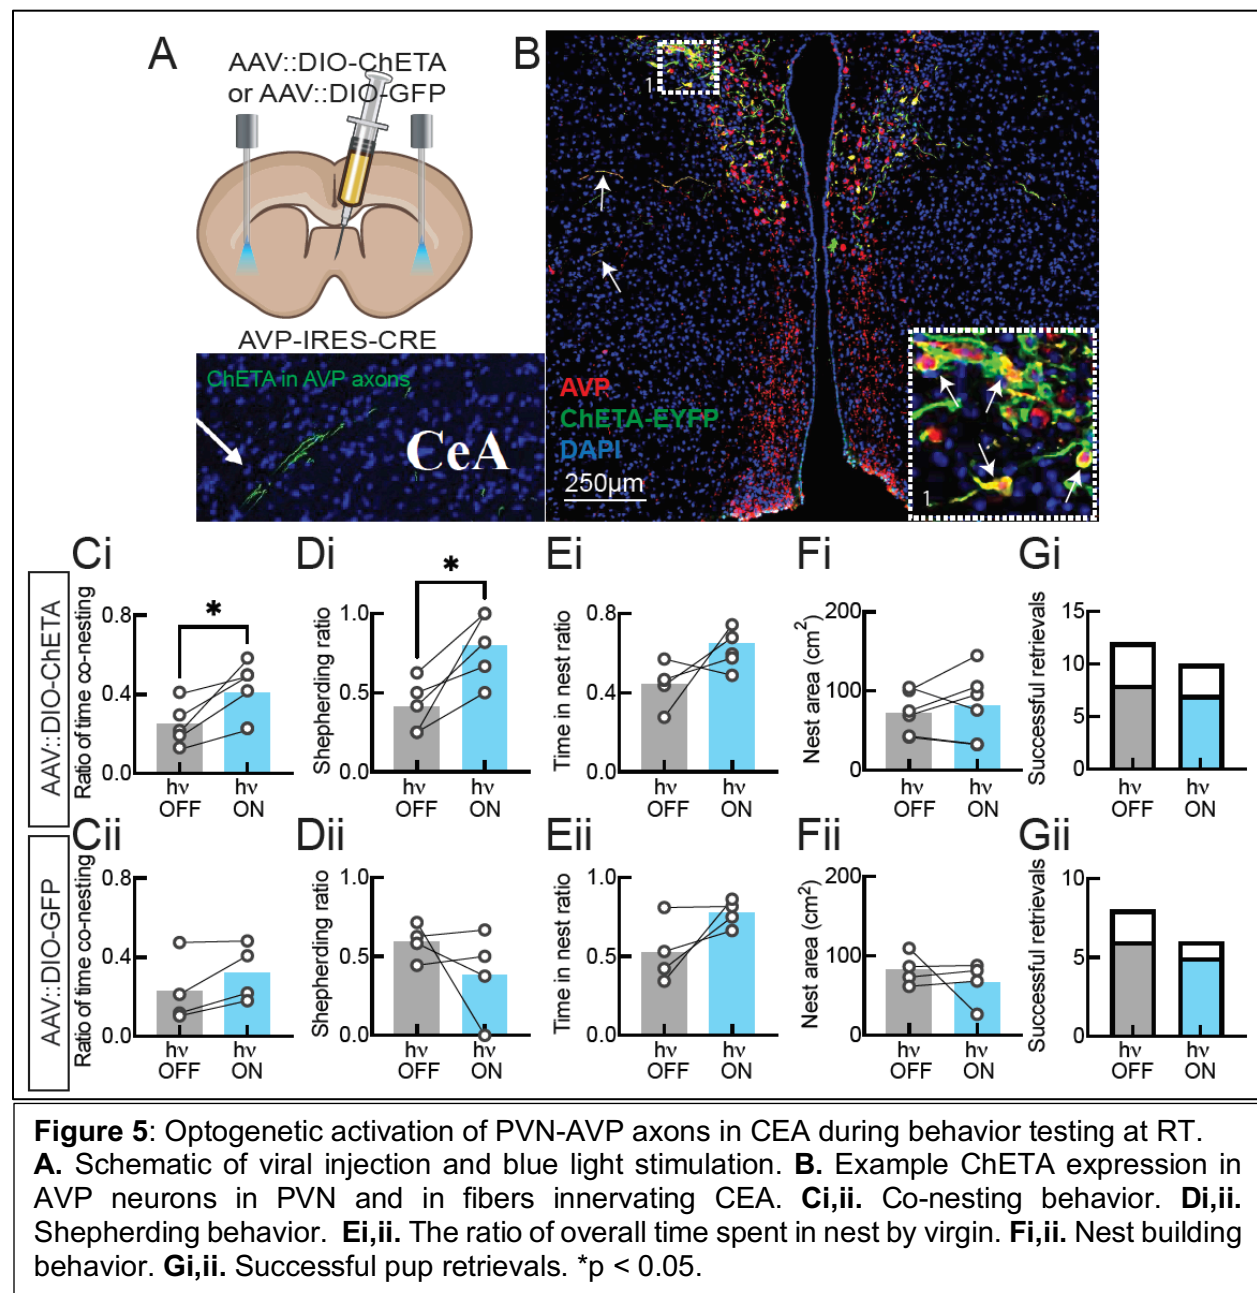 A
AAV::DIO-ChETA
or AAV::DIO-GFP
AVP-IRES-CRE
ChETA in AVP axons
CeA
B
1
AVP
ChETA-EYFP
DAPI
250µm
1
AAV::DIO-ChETA
Ci
Ratio of time co-nesting
0.8
0.4
0.0
*
hν
OFF
hν
ON
Di
Shepherding ratio
1.0
0.5
0.0
*
hν
OFF
hν
ON
Ei
Time in nest ratio
0.8
0.4
0.0
hν
OFF
hν
ON
Fi
Nest area (cm²)
200
100
0
hν
OFF
hν
ON
Gi
Successful retrievals
15
10
5
0
hν
OFF
hν
ON
AAV::DIO-GFP
Cii
Ratio of time co-nesting
0.8
0.4
0.0
hν
OFF
hν
ON
Dii
Shepherding ratio
1.0
0.5
0.0
hν
OFF
hν
ON
Eii
Time in nest ratio
1.0
0.5
0.0
hν
OFF
hν
ON
Fii
Nest area (cm²)
200
100
0
hν
OFF
hν
ON
Gii
Successful retrievals
10
5
0
hν
OFF
hν
ON
Figure 5: Optogenetic activation of PVN-AVP axons in CEA during behavior testing at RT.
A. Schematic of viral injection and blue light stimulation. B. Example ChETA expression in
AVP neurons in PVN and in fibers innervating CEA. Ci,ii. Co-nesting behavior. Di,ii.
Shepherding behavior. Ei,ii. The ratio of overall time spent in nest by virgin. Fi,ii. Nest building
behavior. Gi,ii. Successful pup retrievals. *p < 0.05.